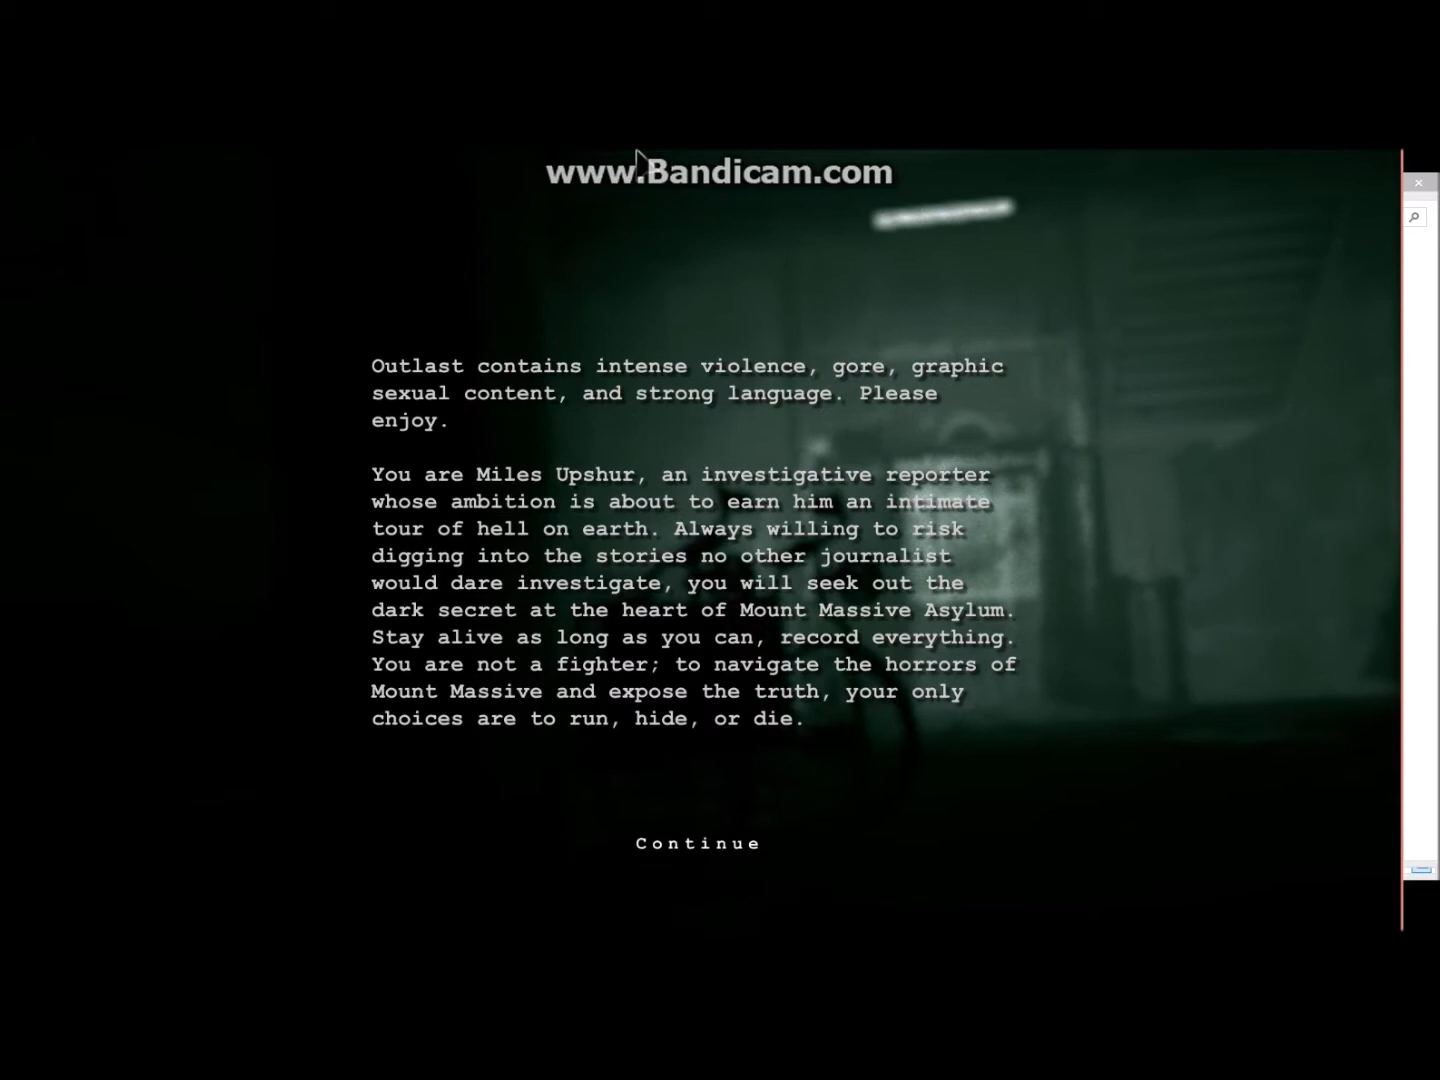 www.Bandicam.com
Outlast contains intense violence, gore, graphic
sexual content, and strong language. Please
enjoy.
You are Miles Upshur, an investigative reporter
whose ambition is about to earn him an intimate
tour of hell on earth. Always willing to risk
digging into the stories no other journalist
would dare investigate, you will seek out the
dark secret at the heart of Mount Massive Asylum.
Stay alive as long as you can, record everything.
You are not a fighter; to navigate the horrors of
Mount Massive and expose the truth, your only
choices are to run, hide, or die.
Continue